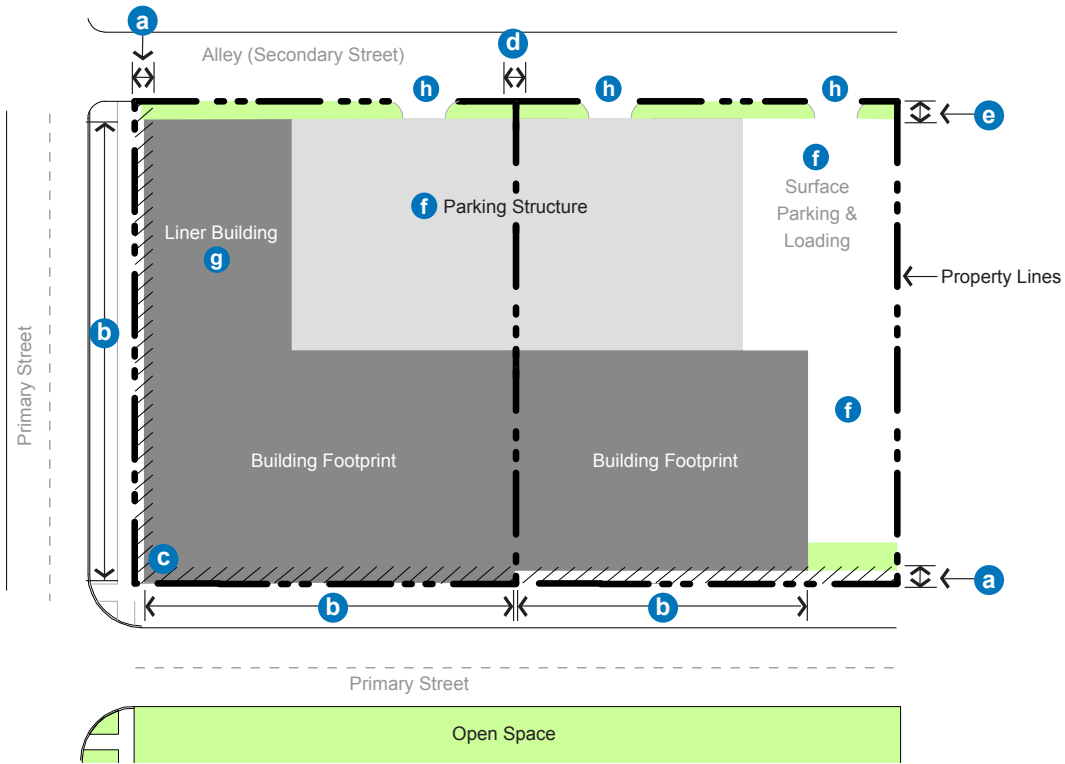 a
Alley (Secondary Street)
d
h
h
h
e
f
Surface
Parking &
Loading
f Parking Structure
Liner Building
g
Property Lines
b
Primary Street
f
Building Footprint
Building Footprint
c
a
b
b
Primary Street
Open Space